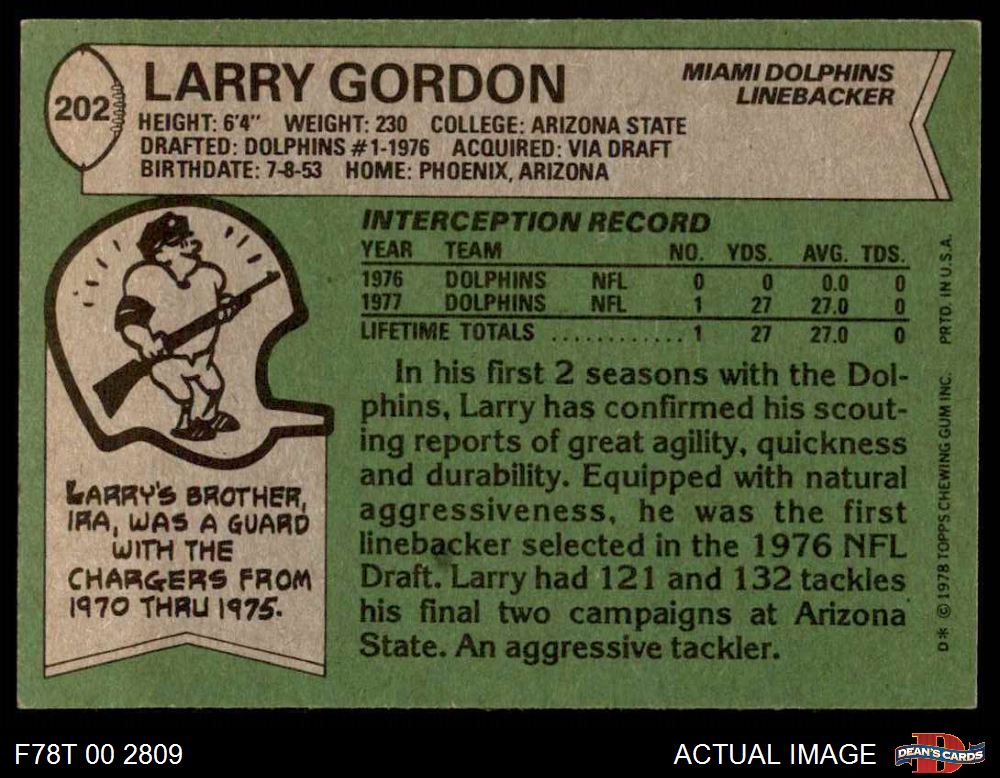 202
LARRY GORDON
MIAMI DOLPHINS
LINEBACKER
HEIGHT: 6'4" WEIGHT: 230 COLLEGE: ARIZONA STATE
DRAFTED: DOLPHINS #1-1976 ACQUIRED: VIA DRAFT
BIRTHDATE: 7-8-53 HOME: PHOENIX, ARIZONA
INTERCEPTION RECORD
YEAR TEAM NO. YDS. AVG. TDS.
1976 DOLPHINS NFL 0 0 0.0 0
1977 DOLPHINS NFL 1 27 27.0 0
LIFETIME TOTALS ............ 1 27 27.0 0
In his first 2 seasons with the Dol-
phins, Larry has confirmed his scout-
ing reports of great agility, quickness
and durability. Equipped with natural
aggressiveness, he was the first
linebacker selected in the 1976 NFL
Draft. Larry had 121 and 132 tackles
his final two campaigns at Arizona
State. An aggressive tackler.
LARRY'S BROTHER,
IRA, WAS A GUARD
WITH THE
CHARGERS FROM
1970 THRU 1975.
D* © 1978 TOPPS CHEWING GUM INC. PRTD. IN U.S.A.
F78T 00 2809
ACTUAL IMAGE
D
DEAN'S CARDS